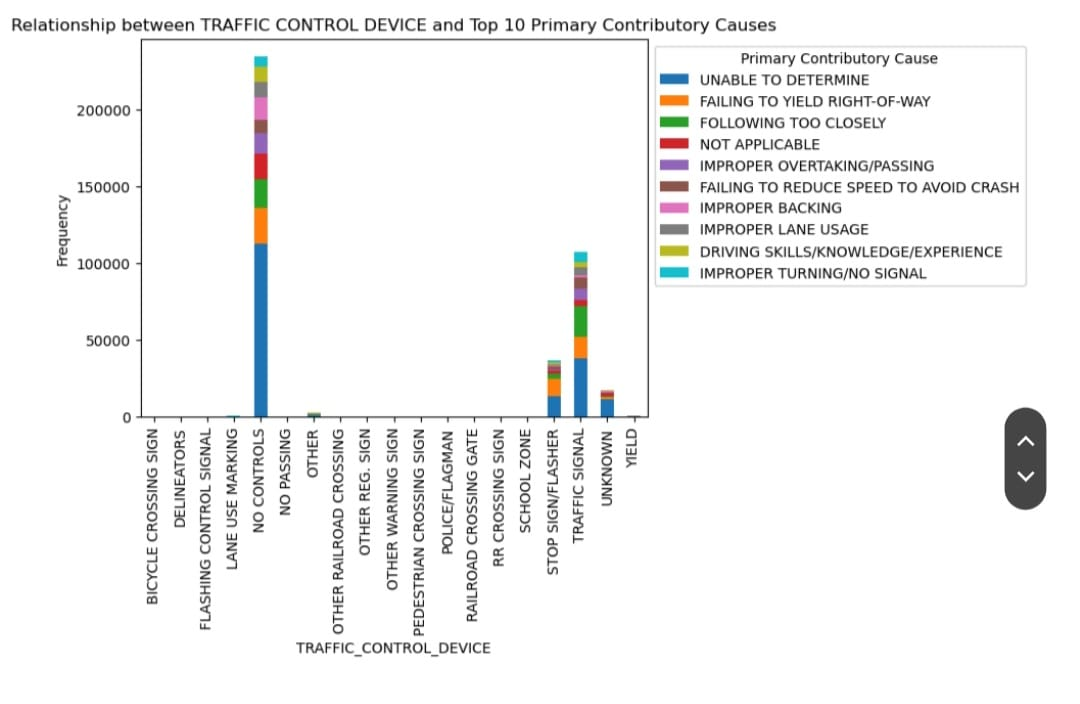 Relationship between TRAFFIC CONTROL DEVICE and Top 10 Primary Contributory Causes
Primary Contributory Cause
UNABLE TO DETERMINE
FAILING TO YIELD RIGHT-OF-WAY
FOLLOWING TOO CLOSELY
NOT APPLICABLE
IMPROPER OVERTAKING/PASSING
FAILING TO REDUCE SPEED TO AVOID CRASH
IMPROPER BACKING
IMPROPER LANE USAGE
DRIVING SKILLS/KNOWLEDGE/EXPERIENCE
IMPROPER TURNING/NO SIGNAL
Frequency
200000
150000
100000
50000
0
BICYCLE CROSSING SIGN
DELINEATORS
FLASHING CONTROL SIGNAL
LANE USE MARKING
NO CONTROLS
NO PASSING
OTHER
OTHER RAILROAD CROSSING
OTHER REG. SIGN
OTHER WARNING SIGN
PEDESTRIAN CROSSING SIGN
POLICE/FLAGMAN
RAILROAD CROSSING GATE
RR CROSSING SIGN
SCHOOL ZONE
STOP SIGN/FLASHER
TRAFFIC SIGNAL
UNKNOWN
YIELD
TRAFFIC_CONTROL_DEVICE